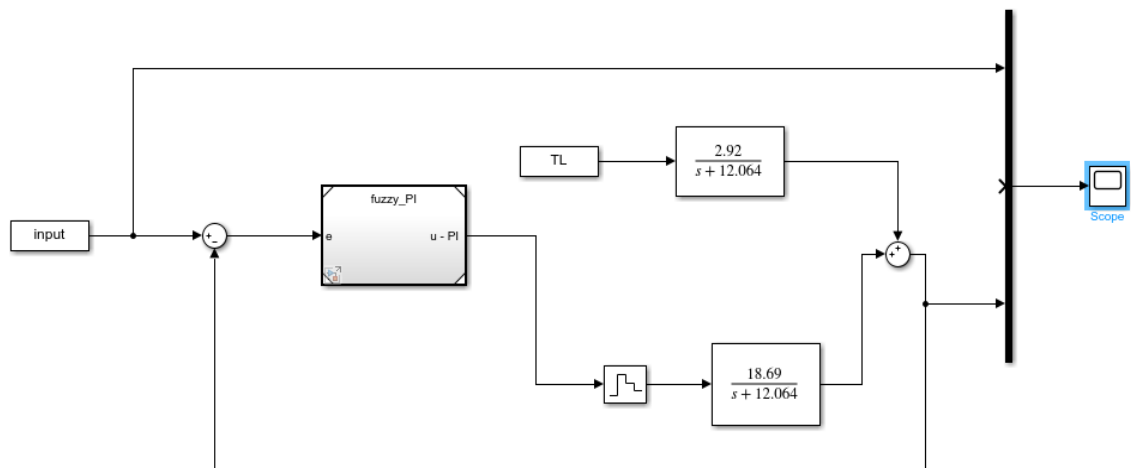 2.92
s + 12.064
TL
fuzzy_PI
input
+
−
e
u - PI
+
+
Scope
18.69
s + 12.064